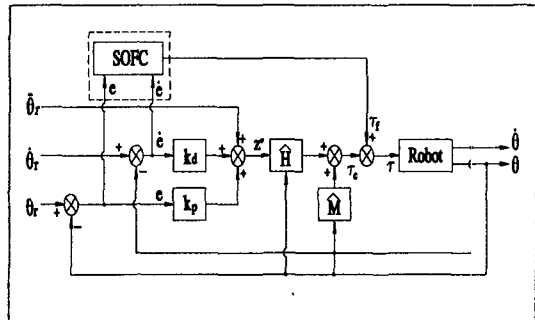 SOFC
e ė
θ̈r
τf
θ̇r + − ė kd + + + z* Ĥ + + τc + + τ Robot θ̇
θ
θr + − e kp
M̂